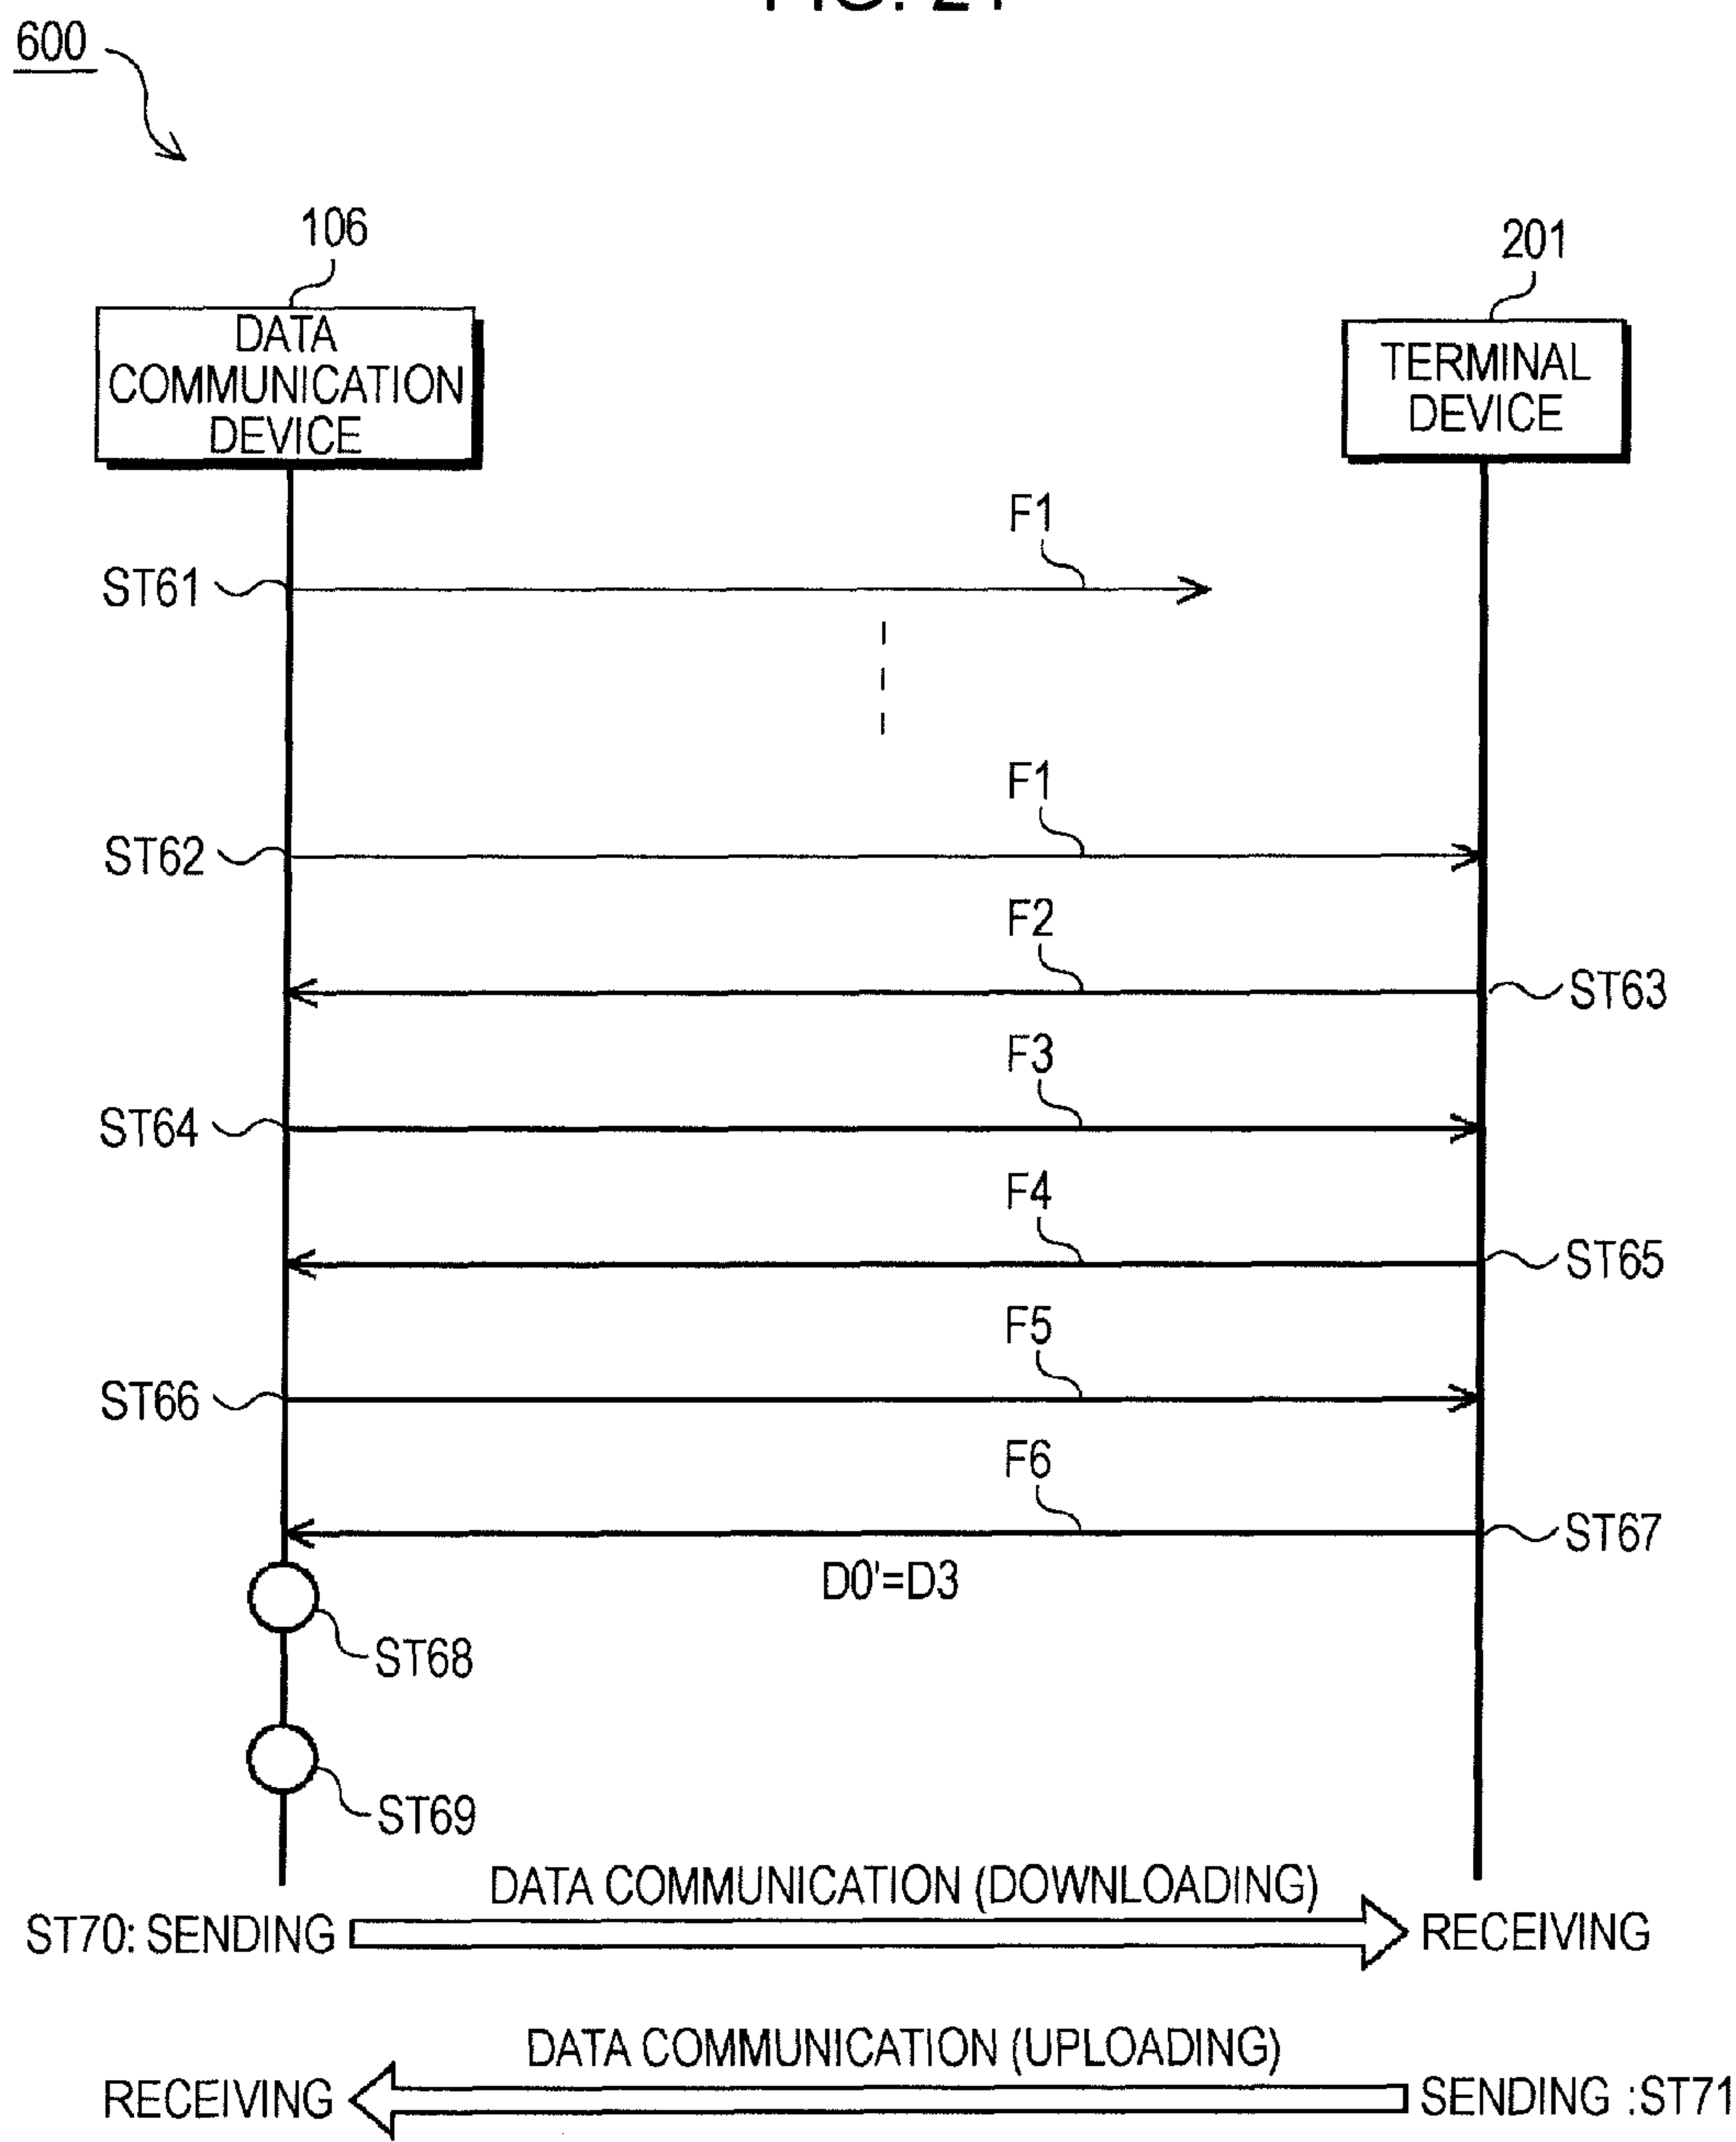 FIG. 21
600
106
201
DATA
COMMUNICATION
DEVICE
TERMINAL
DEVICE
F1
ST61
F1
ST62
F2
ST63
F3
ST64
F4
ST65
F5
ST66
F6
ST67
D0'=D3
ST68
ST69
DATA COMMUNICATION (DOWNLOADING)
ST70: SENDING RECEIVING
DATA COMMUNICATION (UPLOADING)
RECEIVING SENDING :ST71